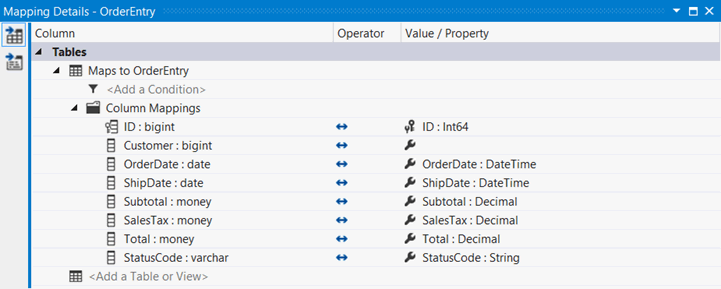 Mapping Details - OrderEntry
Column Operator Value / Property
Tables
Maps to OrderEntry
<Add a Condition>
Column Mappings
ID : bigint ID : Int64
Customer : bigint
OrderDate : date OrderDate : DateTime
ShipDate : date ShipDate : DateTime
Subtotal : money Subtotal : Decimal
SalesTax : money SalesTax : Decimal
Total : money Total : Decimal
StatusCode : varchar StatusCode : String
<Add a Table or View>